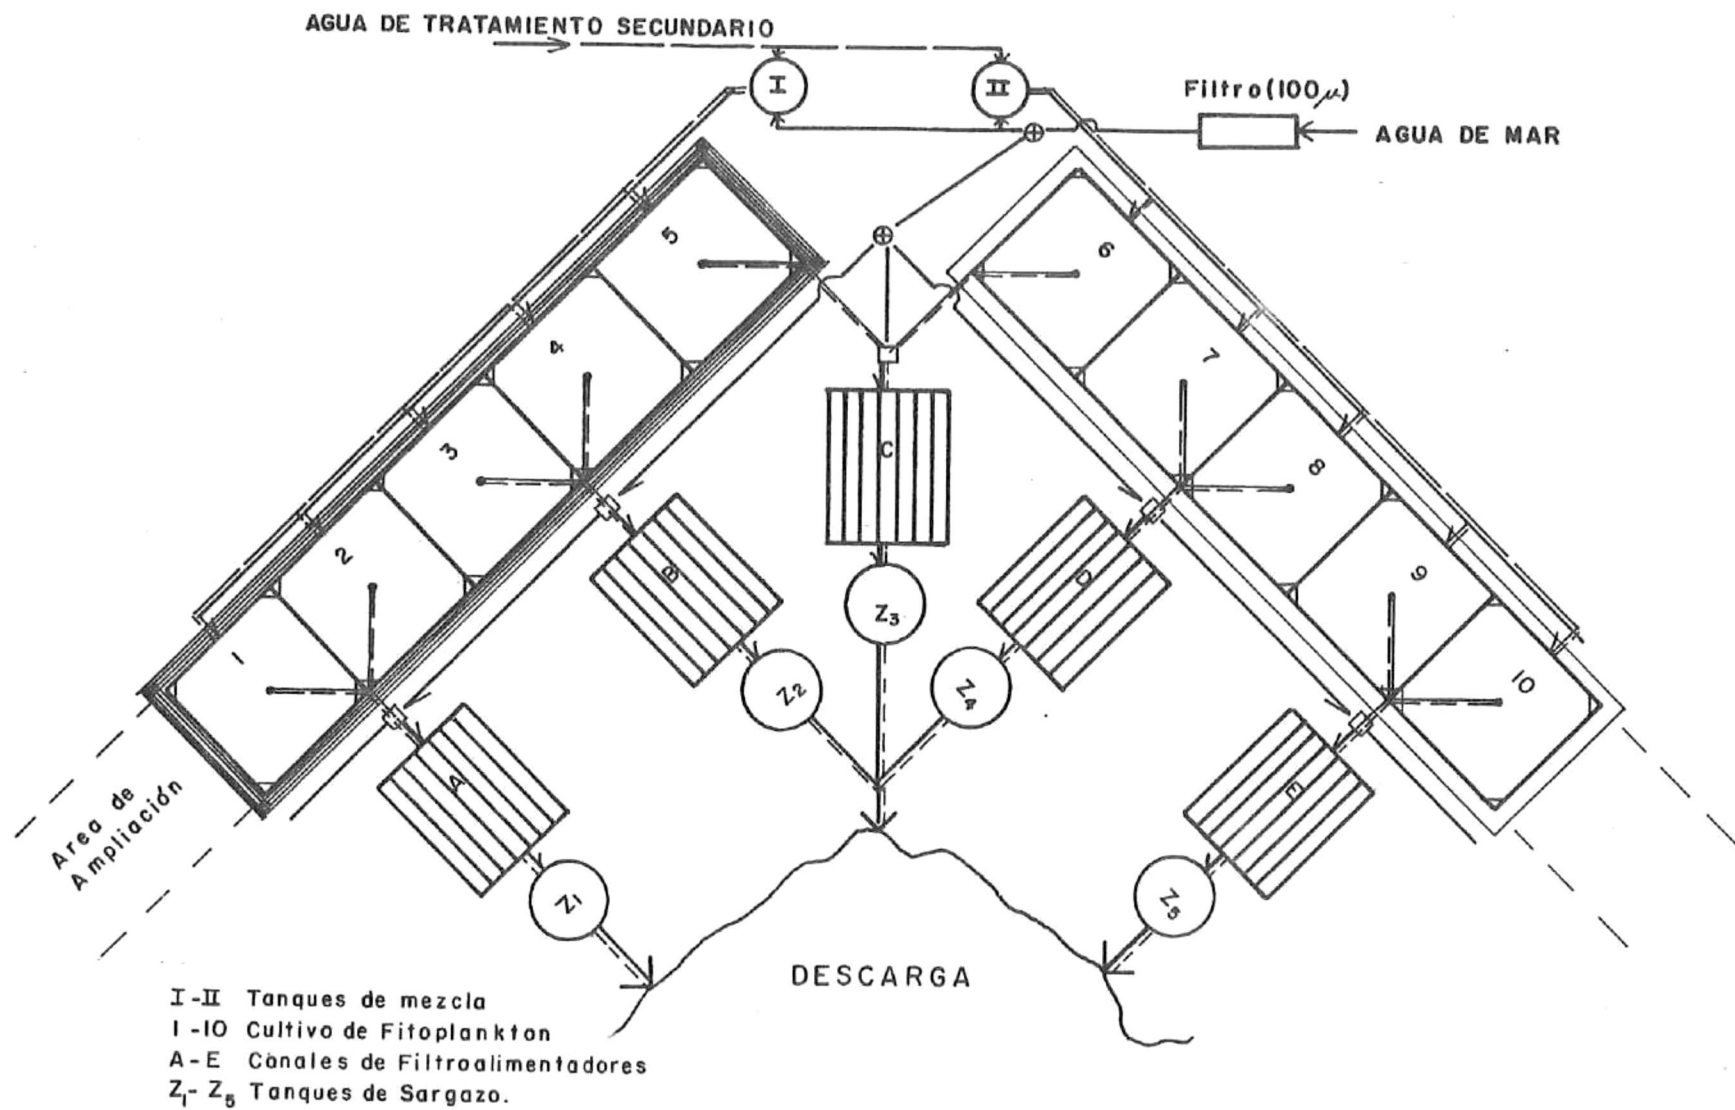 AGUA DE TRATAMIENTO SECUNDARIO
I
II
Filtro (100 µ)
AGUA DE MAR
5
6
4
7
3
C
8
2
B
D
9
1
Z3
Z2
Z4
10
A
E
Area de
Ampliación
Z1
Z5
DESCARGA
I-II Tanques de mezcla
1-10 Cultivo de Fitoplankton
A-E Cánales de Filtroalimentadores
Z1-Z5 Tanques de Sargazo.